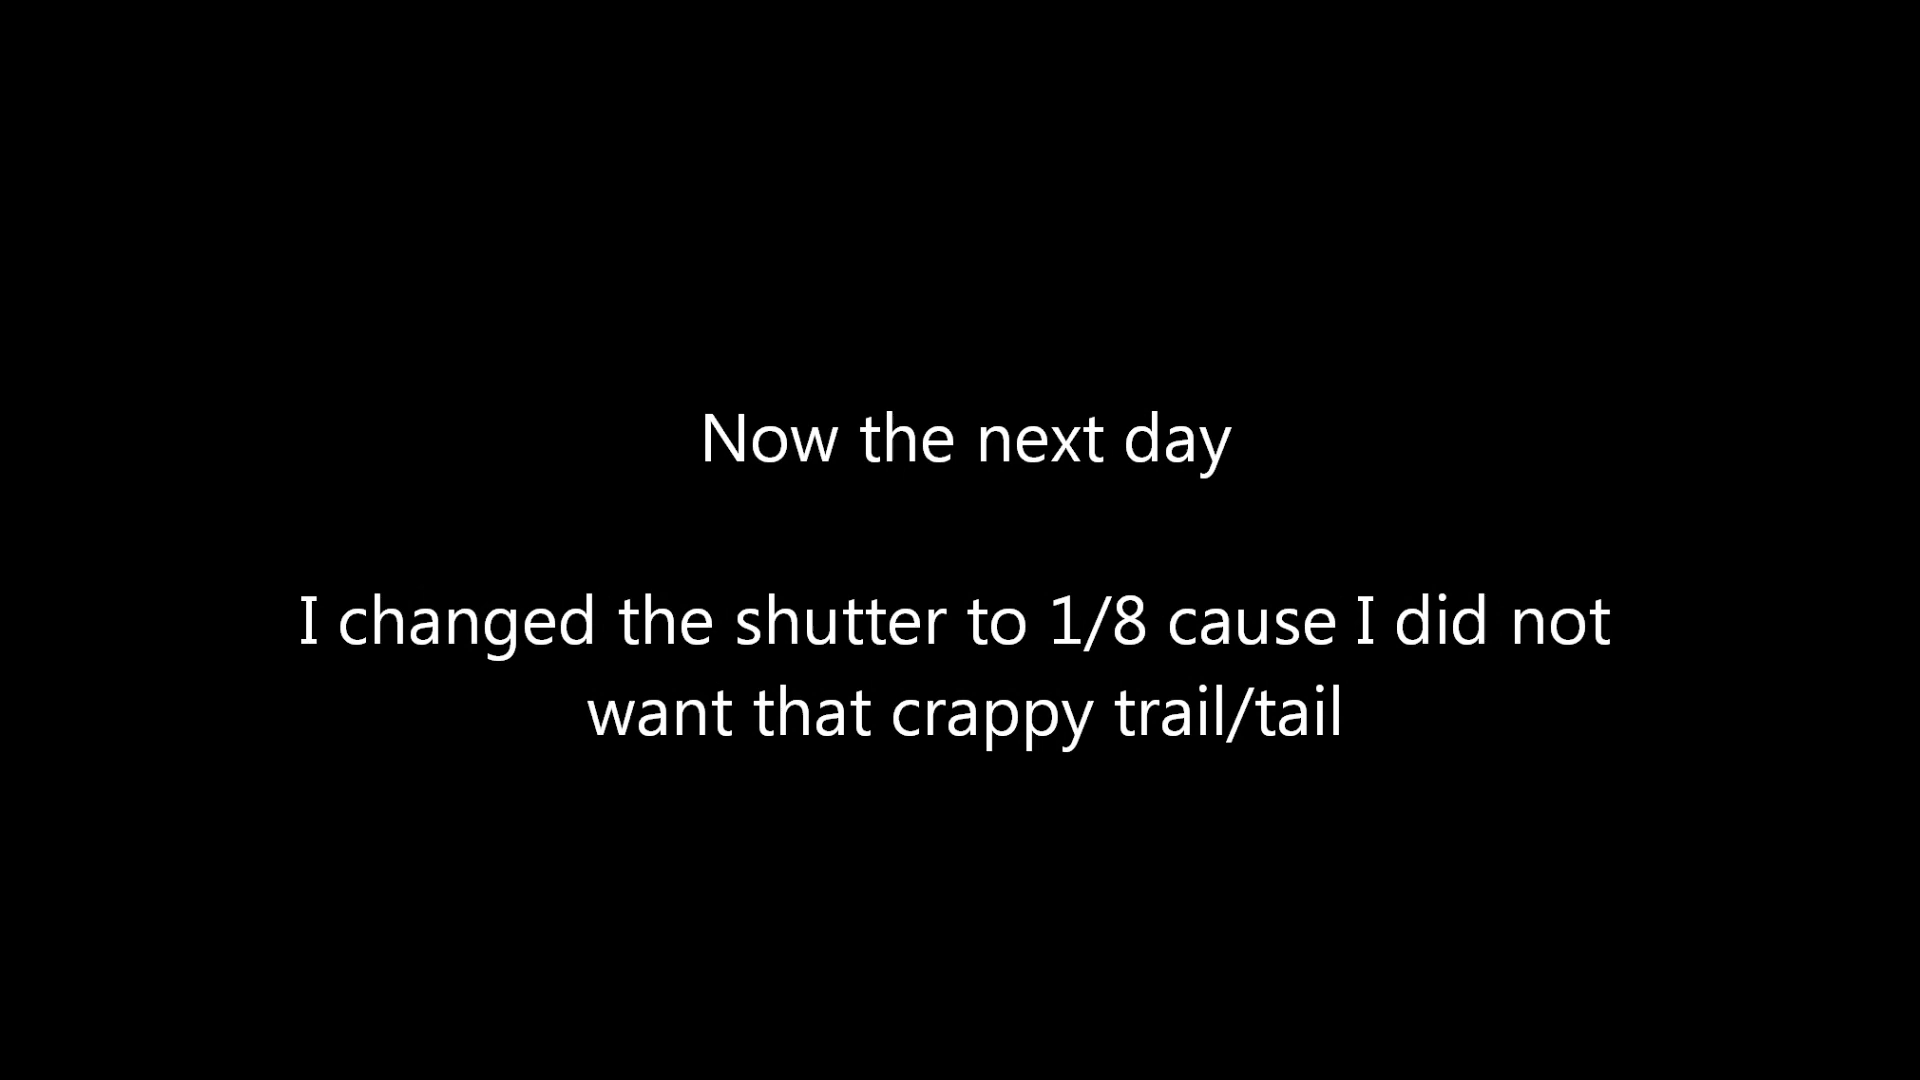 Now the next day
I changed the shutter to 1/8 cause I did not
want that crappy trail/tail